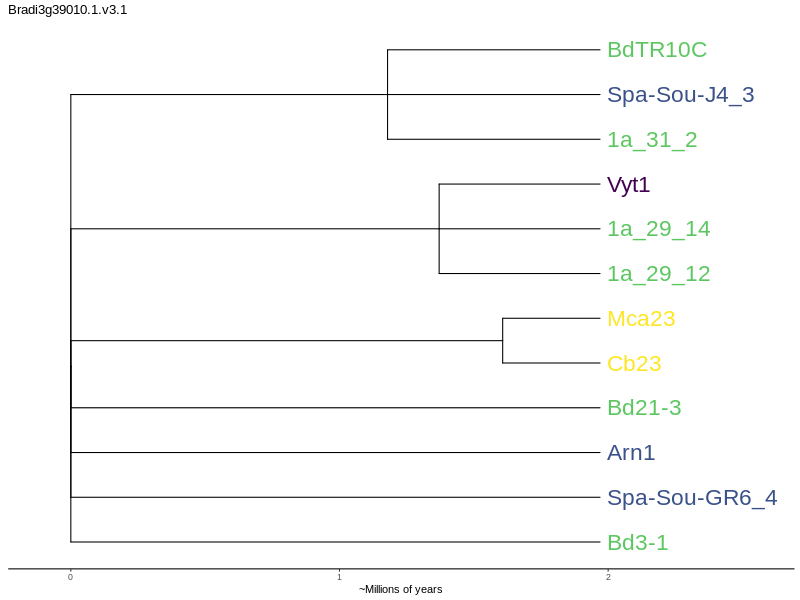 Bradi3g39010.1.v3.1
BdTR10C
Spa-Sou-J4_3
1a_31_2
Vyt1
1a_29_14
1a_29_12
Mca23
Cb23
Bd21-3
Arn1
Spa-Sou-GR6_4
Bd3-1
0 1 2
~Millions of years